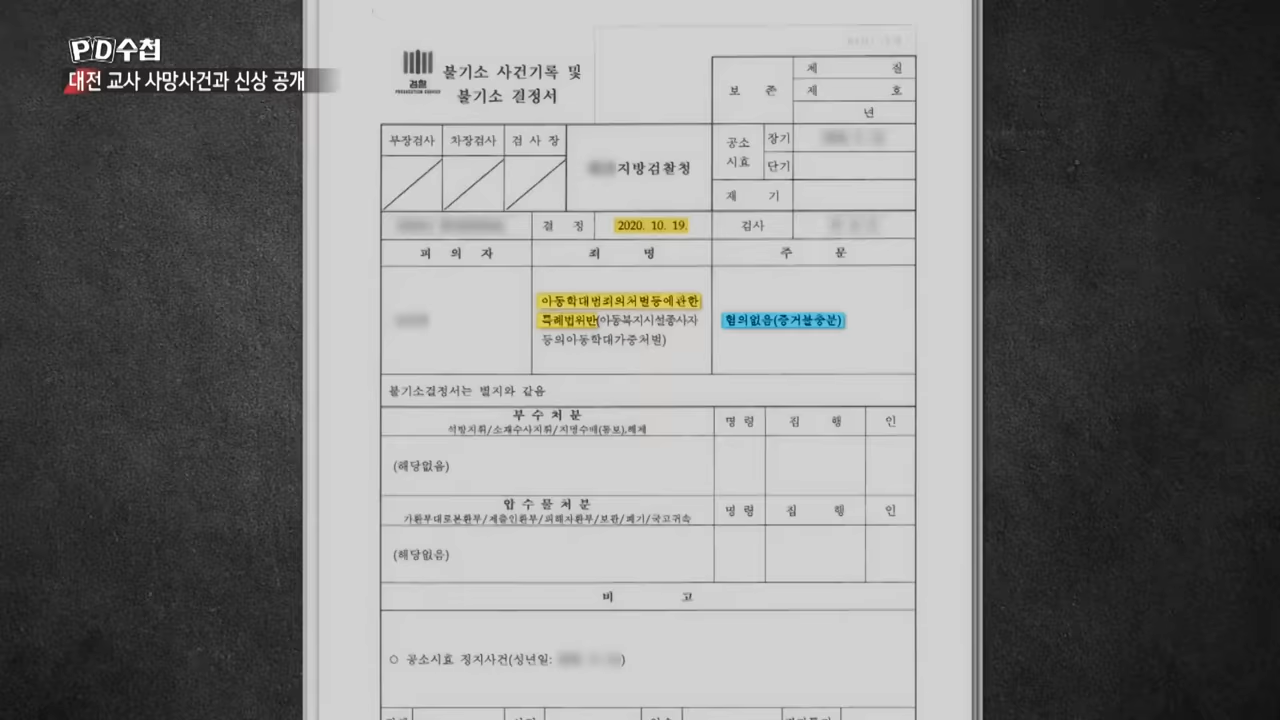 PD수첩
대전 교사 사망사건과 신상 공개
검찰
PROSECUTION SERVICE
불기소 사건기록 및
불기소 결정서
보 존
제 질
제 호
년
부장검사 차장검사 검 사 장
지방검찰청
공소
시효
장기
단기
재 기
결 정 2020. 10. 19. 검사
피 의 자 죄 명 주 문
아동학대범죄의처벌등에관한
특례법위반(아동복지시설종사자
등의아동학대가중처벌)
혐의없음(증거불충분)
불기소결정서는 별지와 같음
부 수 처 분 명 령 집 행 인
석방지휘/소재수사지휘/지명수배(통보),해제
(해당없음)
압 수 물 처 분 명 령 집 행 인
가환부대로본환부/제출인환부/피해자환부/보관/폐기/국고귀속
(해당없음)
비 고
○ 공소시효 정지사건(성년일: )